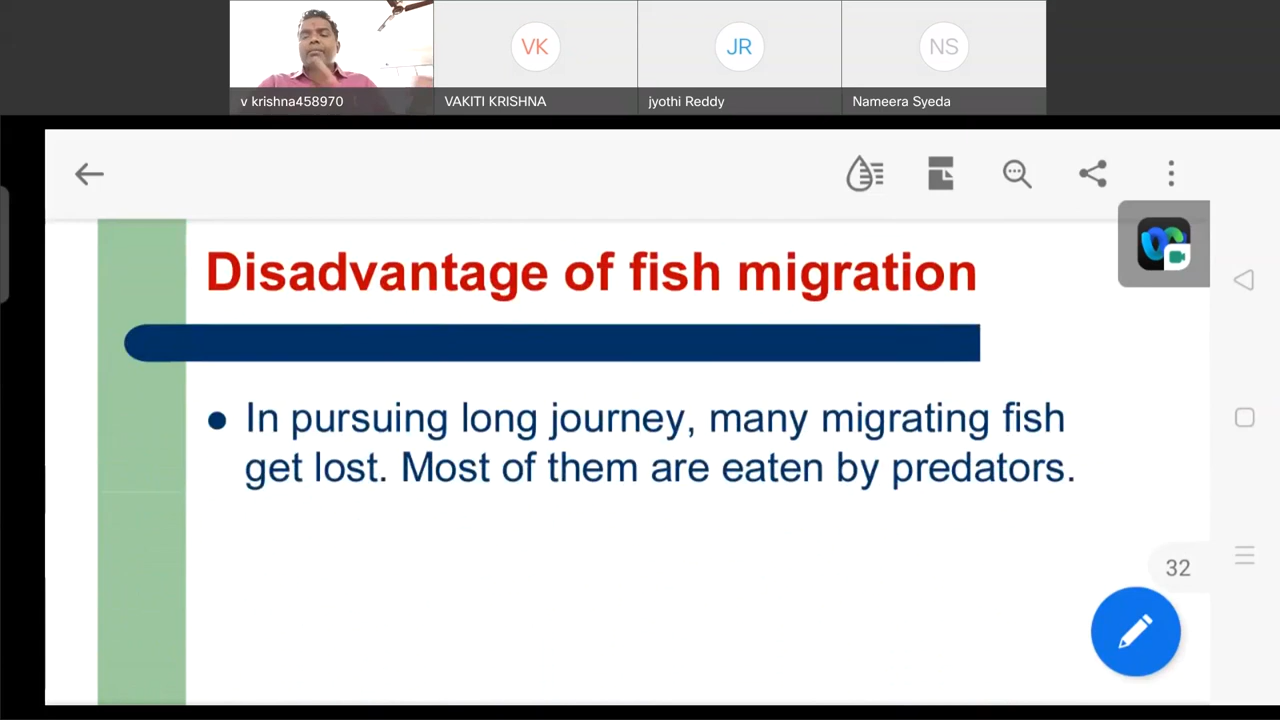 VK
JR
NS
v krishna458970
VAKITI KRISHNA
jyothi Reddy
Nameera Syeda
Disadvantage of fish migration
● In pursuing long journey, many migrating fish
get lost. Most of them are eaten by predators.
32